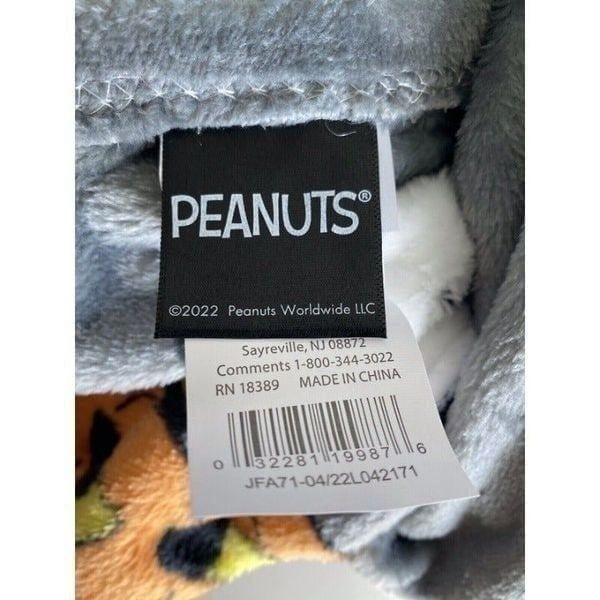 PEANUTS®
©2022 Peanuts Worldwide LLC
Sayreville, NJ 08872
Comments 1-800-344-3022
RN 18389 MADE IN CHINA
0 32281 19987 6
JFA71-04/22L042171